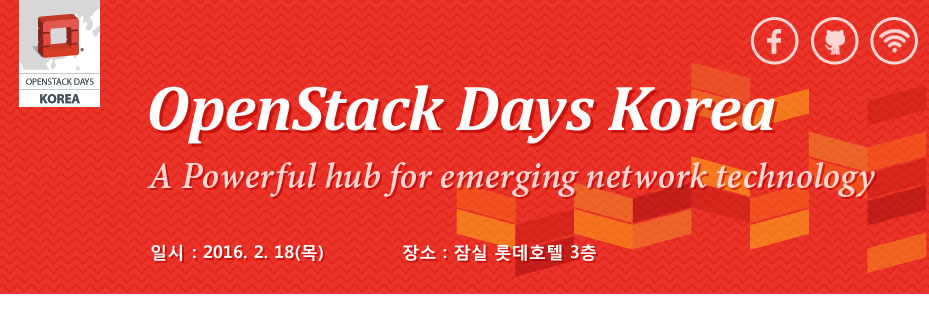 OPENSTACK DAYS
KOREA
OpenStack Days Korea
A Powerful hub for emerging network technology
일시 : 2016. 2. 18(목)
장소 : 잠실 롯데호텔 3층